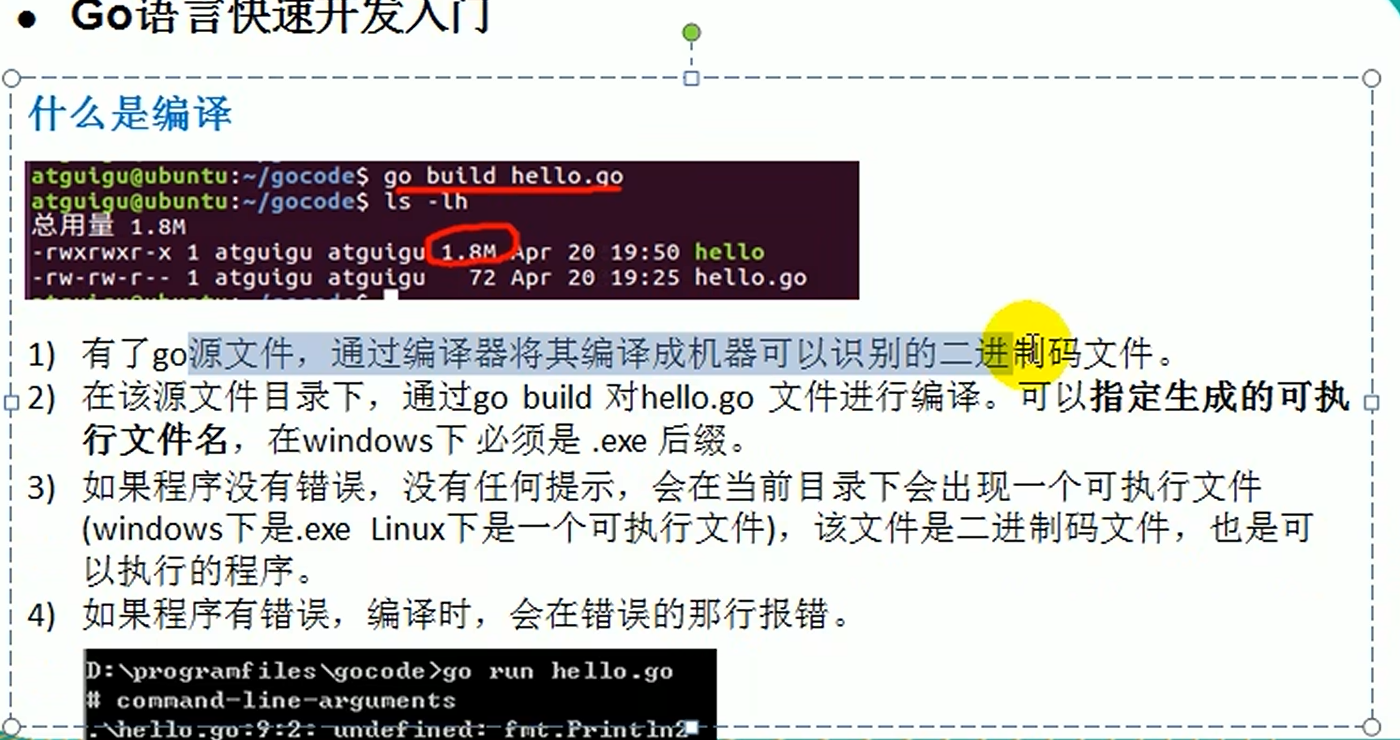 ● Go语言快速开发入门
什么是编译
atguigu@ubuntu:~/gocode$ go build hello.go
atguigu@ubuntu:~/gocode$ ls -lh
总用量 1.8M
-rwxrwxr-x 1 atguigu atguigu 1.8M Apr 20 19:50 hello
-rw-rw-r-- 1 atguigu atguigu 72 Apr 20 19:25 hello.go
1) 有了go源文件，通过编译器将其编译成机器可以识别的二进制码文件。
2) 在该源文件目录下，通过go build 对hello.go 文件进行编译。可以指定生成的可执
行文件名，在windows下 必须是 .exe 后缀。
3) 如果程序没有错误，没有任何提示，会在当前目录下会出现一个可执行文件
(windows下是.exe Linux下是一个可执行文件)，该文件是二进制码文件，也是可
以执行的程序。
4) 如果程序有错误，编译时，会在错误的那行报错。
D:\programfiles\gocode>go run hello.go
# command-line-arguments
.\hello.go:9:2: undefined: fmt.Println2